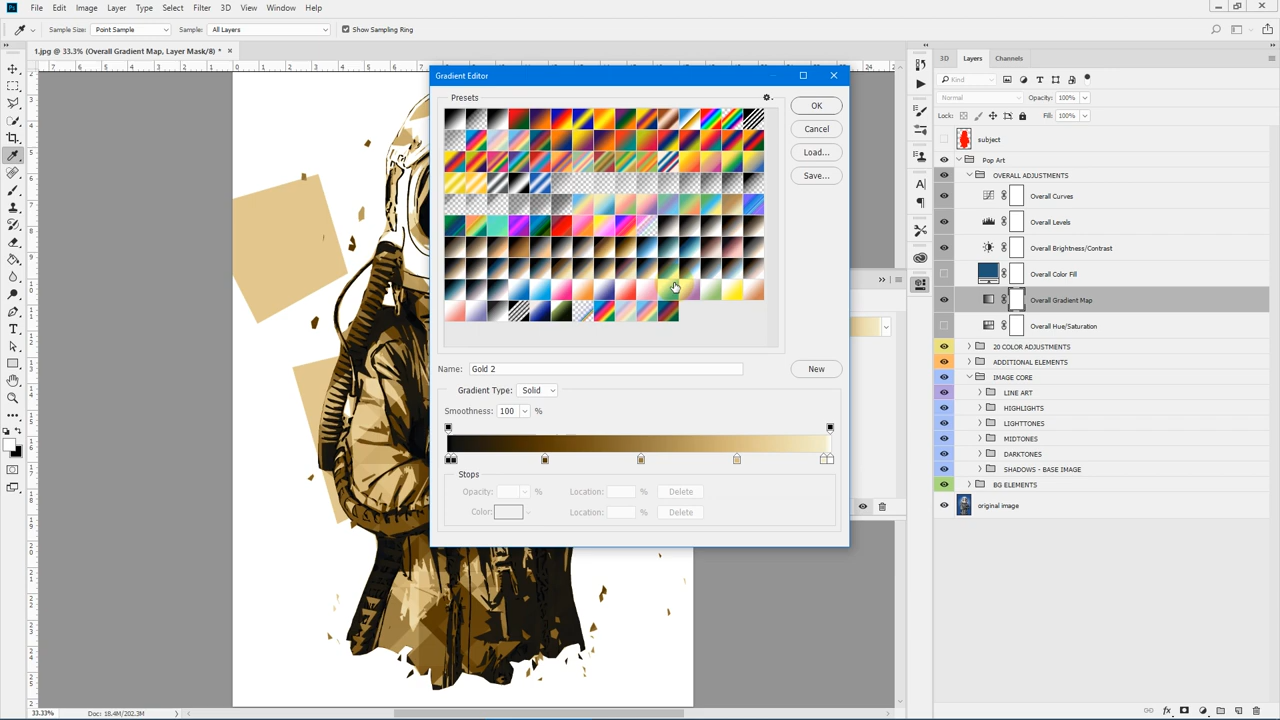 Ps File Edit Image Layer Type Select Filter 3D View Window Help
Sample Size: Point Sample Sample: All Layers Show Sampling Ring
1.jpg @ 33.3% (Overall Gradient Map, Layer Mask/8) *
Gradient Editor
Presets
OK
Cancel
Load...
Save...
Name: Gold 2
New
Gradient Type: Solid
Smoothness: 100 %
Stops
Opacity: % Location: % Delete
Color: Location: % Delete
3D Layers Channels
Kind
Normal Opacity: 100%
Lock: Fill: 100%
subject
Pop Art
OVERALL ADJUSTMENTS
Overall Curves
Overall Levels
Overall Brightness/Contrast
Overall Color Fill
Overall Gradient Map
Overall Hue/Saturation
20 COLOR ADJUSTMENTS
ADDITIONAL ELEMENTS
IMAGE CORE
LINE ART
HIGHLIGHTS
LIGHTTONES
MIDTONES
DARKTONES
SHADOWS - BASE IMAGE
BG ELEMENTS
original image
33.33% Doc: 18.4M/202.3M